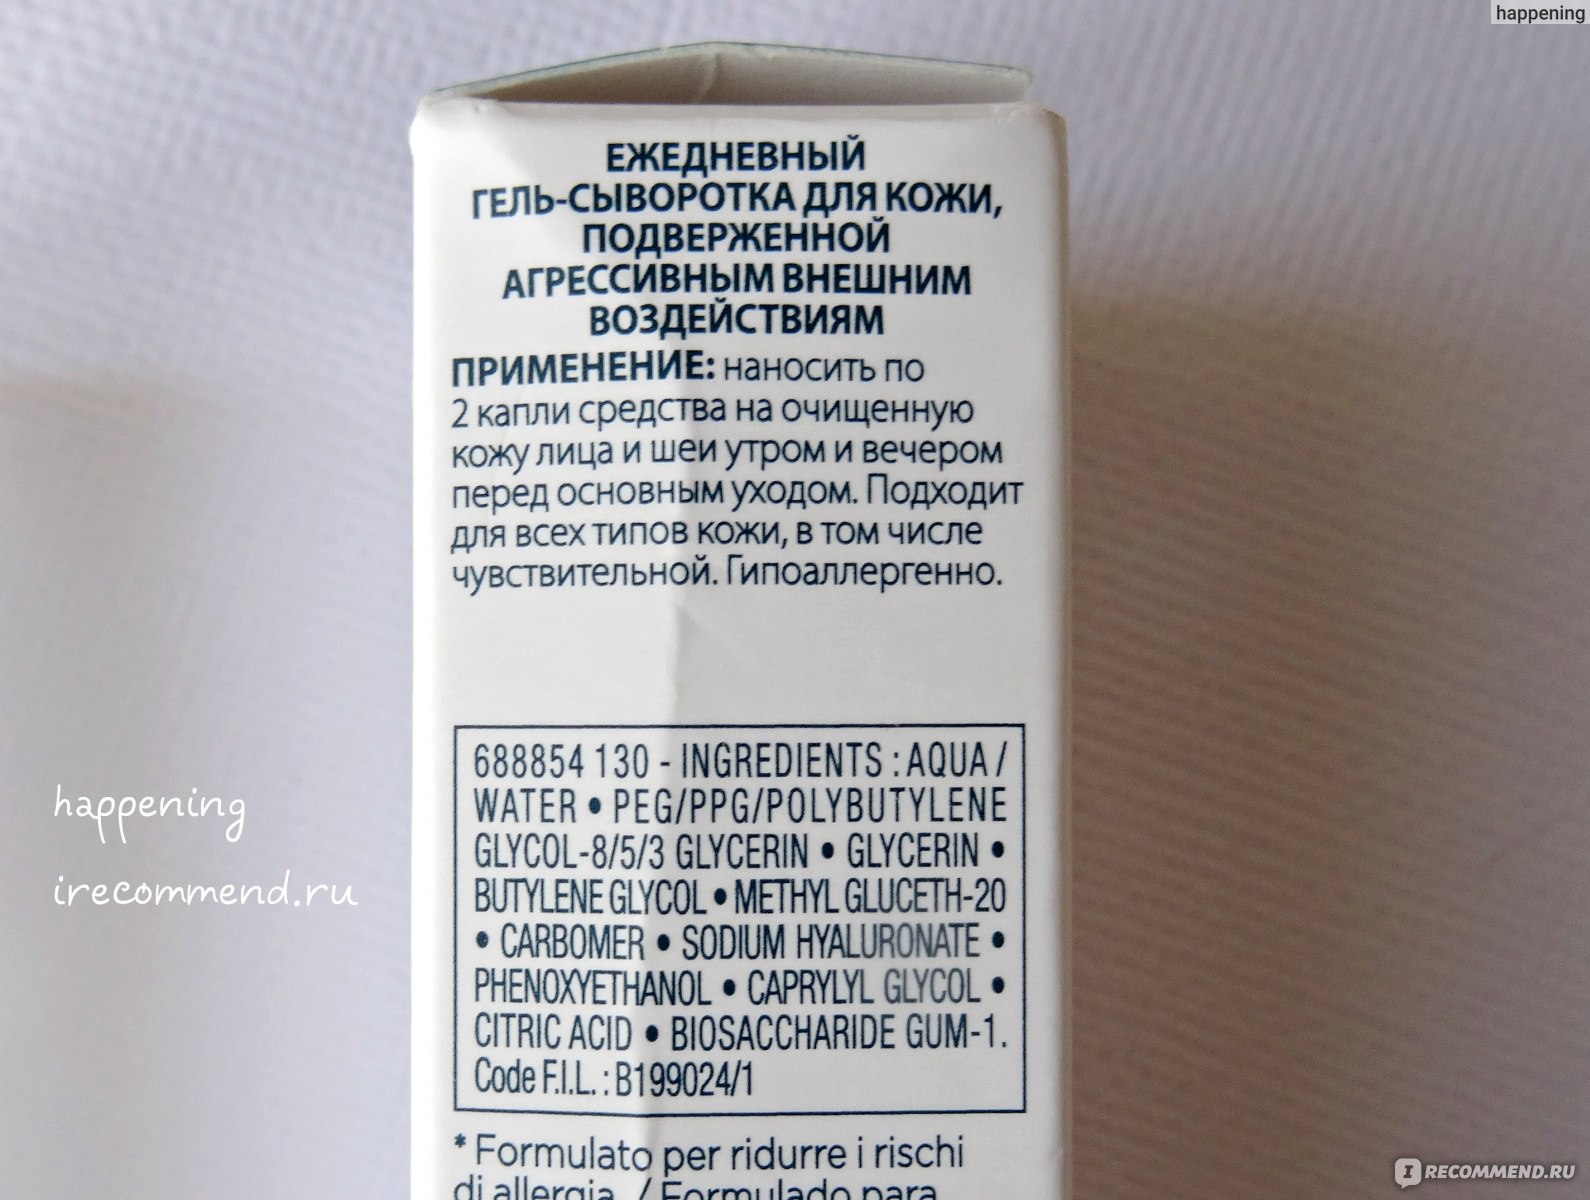 happening
ЕЖЕДНЕВНЫЙ
ГЕЛЬ-СЫВОРОТКА ДЛЯ КОЖИ,
ПОДВЕРЖЕННОЙ
АГРЕССИВНЫМ ВНЕШНИМ
ВОЗДЕЙСТВИЯМ
ПРИМЕНЕНИЕ: наносить по
2 капли средства на очищенную
кожу лица и шеи утром и вечером
перед основным уходом. Подходит
для всех типов кожи, в том числе
чувствительной. Гипоаллергенно.
688854 130 - INGREDIENTS : AQUA /
WATER • PEG/PPG/POLYBUTYLENE
GLYCOL-8/5/3 GLYCERIN • GLYCERIN •
BUTYLENE GLYCOL • METHYL GLUCETH-20
• CARBOMER • SODIUM HYALURONATE •
PHENOXYETHANOL • CAPRYLYL GLYCOL •
CITRIC ACID • BIOSACCHARIDE GUM-1.
Code F.I.L. : B199024/1
* Formulato per ridurre i rischi
di allergia. / Formulado para
happening
irecommend.ru
IRECOMMEND.RU